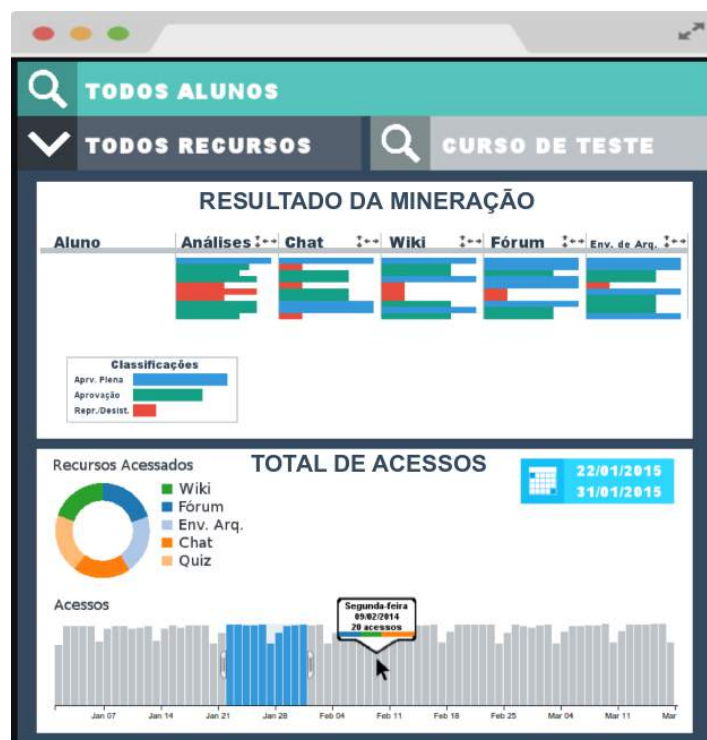 TODOS ALUNOS
TODOS RECURSOS
CURSO DE TESTE
RESULTADO DA MINERAÇÃO
Aluno Análises Chat Wiki Fórum Env. de Arq.
Classificações
Aprv. Plena
Aprovação
Repr./Desist.
TOTAL DE ACESSOS
Recursos Acessados
22/01/2015
31/01/2015
Wiki
Fórum
Env. Arq.
Chat
Quiz
Acessos
Segunda-feira
09/02/2014
20 acessos
Jan 07 Jan 14 Jan 21 Jan 28 Feb 04 Feb 11 Feb 18 Feb 25 Mar 04 Mar 11 Mar